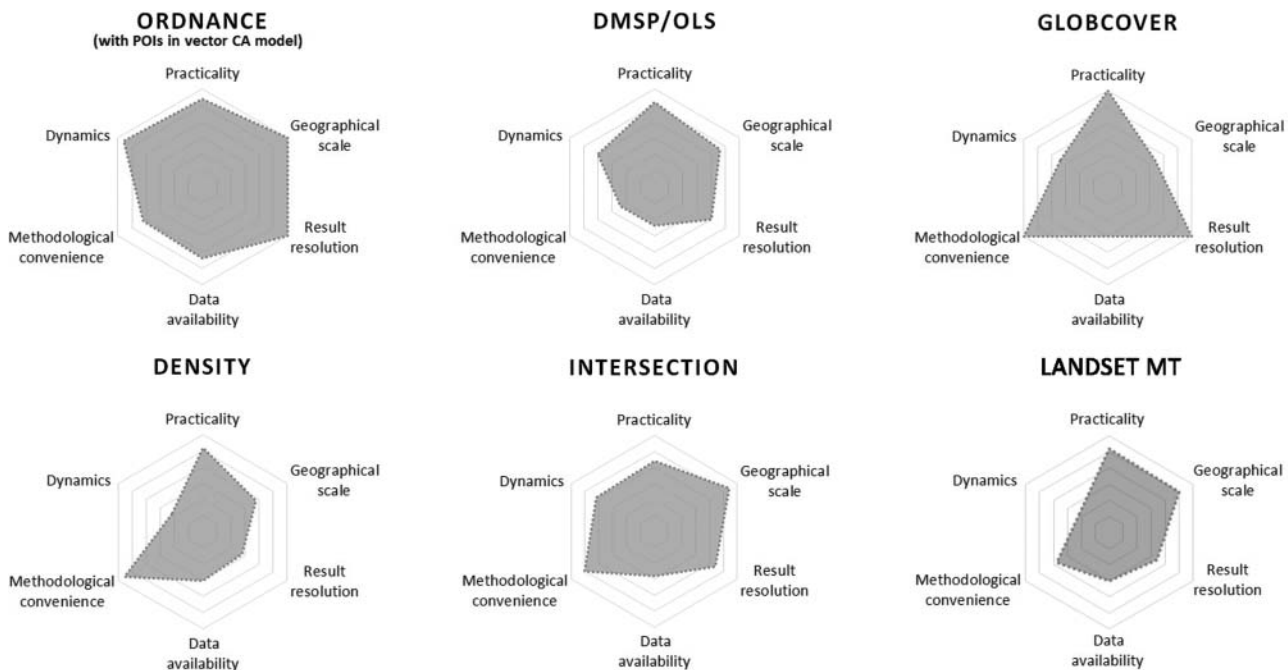 ORDNANCE
(with POIs in vector CA model)
Practicality
Geographical
scale
Result
resolution
Data
availability
Methodological
convenience
Dynamics
DMSP/OLS
Practicality
Geographical
scale
Result
resolution
Data
availability
Methodological
convenience
Dynamics
GLOBCOVER
Practicality
Geographical
scale
Result
resolution
Data
availability
Methodological
convenience
Dynamics
DENSITY
Practicality
Geographical
scale
Result
resolution
Data
availability
Methodological
convenience
Dynamics
INTERSECTION
Practicality
Geographical
scale
Result
resolution
Data
availability
Methodological
convenience
Dynamics
LANDSET MT
Practicality
Geographical
scale
Result
resolution
Data
availability
Methodological
convenience
Dynamics